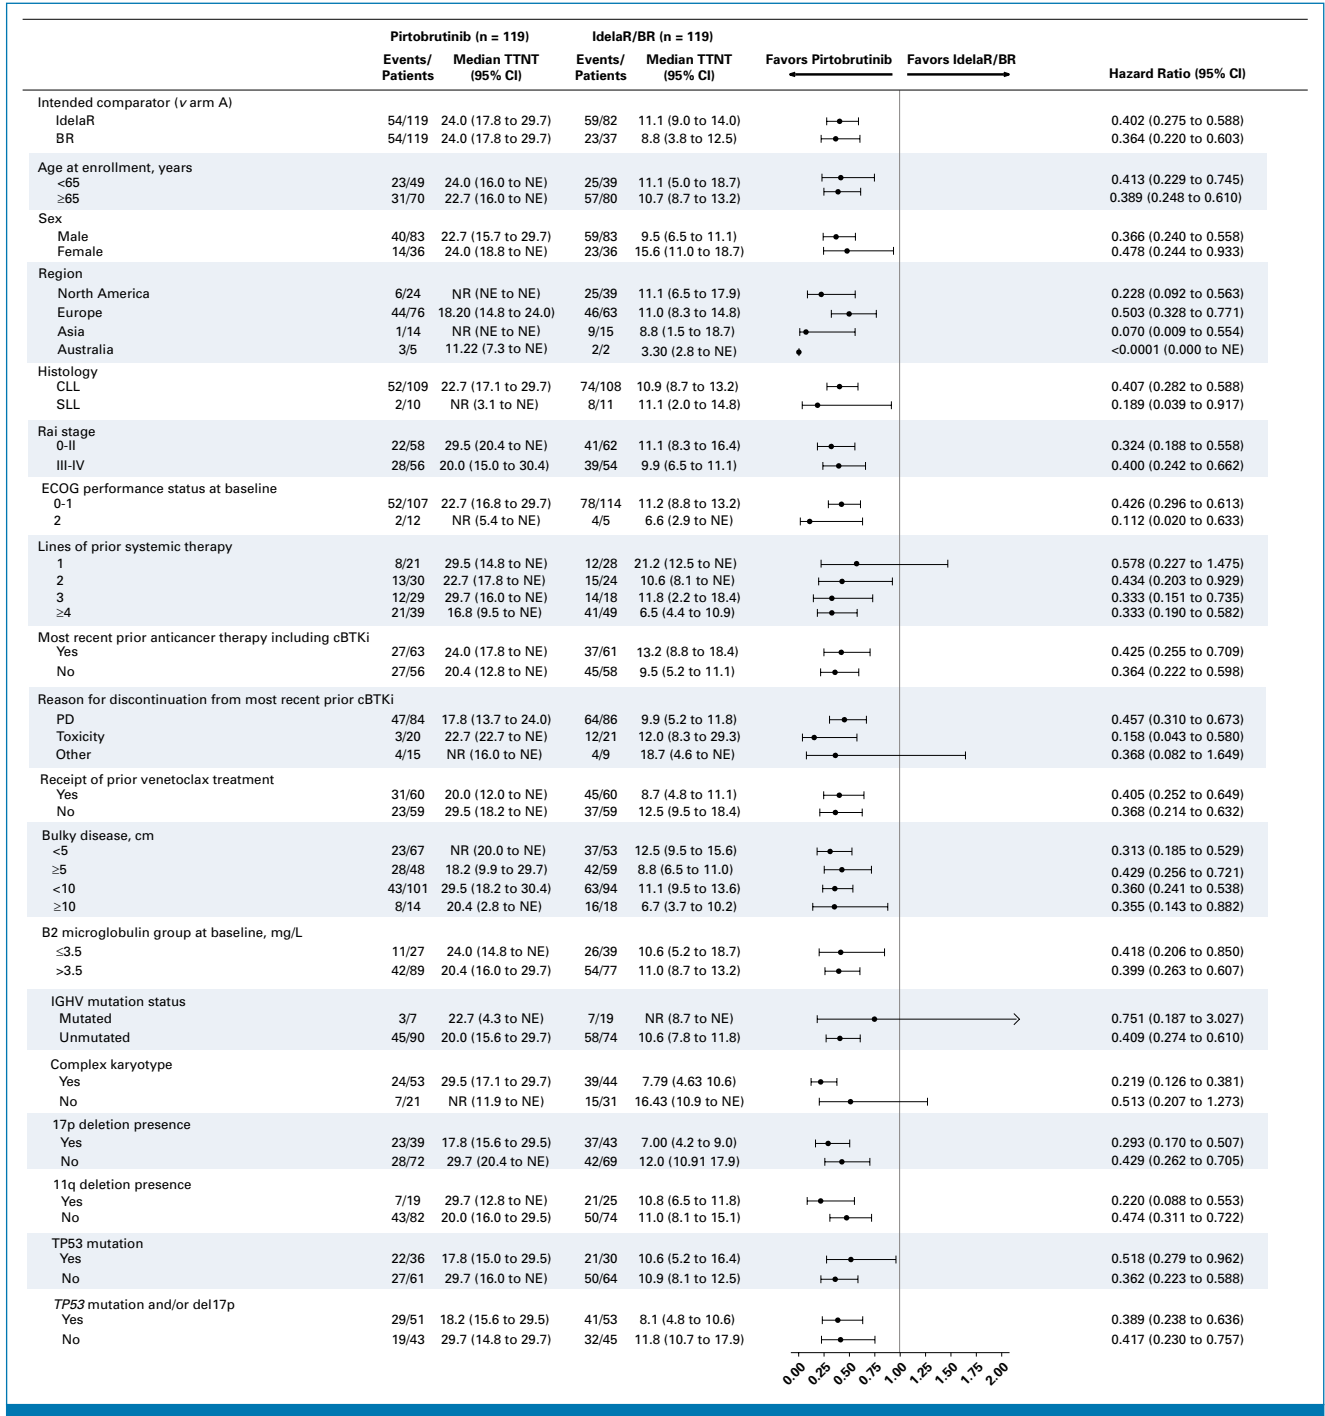 Pirtobrutinib (n = 119) IdelaR/BR (n = 119)
Events/ Median TTNT Events/ Median TTNT Favors Pirtobrutinib Favors IdelaR/BR
Patients (95% CI) Patients (95% CI) Hazard Ratio (95% CI)
Intended comparator (v arm A)
IdelaR 54/119 24.0 (17.8 to 29.7) 59/82 11.1 (9.0 to 14.0) 0.402 (0.275 to 0.588)
BR 54/119 24.0 (17.8 to 29.7) 23/37 8.8 (3.8 to 12.5) 0.364 (0.220 to 0.603)
Age at enrollment, years
<65 23/49 24.0 (16.0 to NE) 25/39 11.1 (5.0 to 18.7) 0.413 (0.229 to 0.745)
≥65 31/70 22.7 (16.0 to NE) 57/80 10.7 (8.7 to 13.2) 0.389 (0.248 to 0.610)
Sex
Male 40/83 22.7 (15.7 to 29.7) 59/83 9.5 (6.5 to 11.1) 0.366 (0.240 to 0.558)
Female 14/36 24.0 (18.8 to NE) 23/36 15.6 (11.0 to 18.7) 0.478 (0.244 to 0.933)
Region
North America 6/24 NR (NE to NE) 25/39 11.1 (6.5 to 17.9) 0.228 (0.092 to 0.563)
Europe 44/76 18.20 (14.8 to 24.0) 46/63 11.0 (8.3 to 14.8) 0.503 (0.328 to 0.771)
Asia 1/14 NR (NE to NE) 9/15 8.8 (1.5 to 18.7) 0.070 (0.009 to 0.554)
Australia 3/5 11.22 (7.3 to NE) 2/2 3.30 (2.8 to NE) <0.0001 (0.000 to NE)
Histology
CLL 52/109 22.7 (17.1 to 29.7) 74/108 10.9 (8.7 to 13.2) 0.407 (0.282 to 0.588)
SLL 2/10 NR (3.1 to NE) 8/11 11.1 (2.0 to 14.8) 0.189 (0.039 to 0.917)
Rai stage
0-II 22/58 29.5 (20.4 to NE) 41/62 11.1 (8.3 to 16.4) 0.324 (0.188 to 0.558)
III-IV 28/56 20.0 (15.0 to 30.4) 39/54 9.9 (6.5 to 11.1) 0.400 (0.242 to 0.662)
ECOG performance status at baseline
0-1 52/107 22.7 (16.8 to 29.7) 78/114 11.2 (8.8 to 13.2) 0.426 (0.296 to 0.613)
2 2/12 NR (5.4 to NE) 4/5 6.6 (2.9 to NE) 0.112 (0.020 to 0.633)
Lines of prior systemic therapy
1 8/21 29.5 (14.8 to NE) 12/28 21.2 (12.5 to NE) 0.578 (0.227 to 1.475)
2 13/30 22.7 (17.8 to NE) 15/24 10.6 (8.1 to NE) 0.434 (0.203 to 0.929)
3 12/29 29.7 (16.0 to NE) 14/18 11.8 (2.2 to 18.4) 0.333 (0.151 to 0.735)
≥4 21/39 16.8 (9.5 to NE) 41/49 6.5 (4.4 to 10.9) 0.333 (0.190 to 0.582)
Most recent prior anticancer therapy including cBTKi
Yes 27/63 24.0 (17.8 to NE) 37/61 13.2 (8.8 to 18.4) 0.425 (0.255 to 0.709)
No 27/56 20.4 (12.8 to NE) 45/58 9.5 (5.2 to 11.1) 0.364 (0.222 to 0.598)
Reason for discontinuation from most recent prior cBTKi
PD 47/84 17.8 (13.7 to 24.0) 64/86 9.9 (5.2 to 11.8) 0.457 (0.310 to 0.673)
Toxicity 3/20 22.7 (22.7 to NE) 12/21 12.0 (8.3 to 29.3) 0.158 (0.043 to 0.580)
Other 4/15 NR (16.0 to NE) 4/9 18.7 (4.6 to NE) 0.368 (0.082 to 1.649)
Receipt of prior venetoclax treatment
Yes 31/60 20.0 (12.0 to NE) 45/60 8.7 (4.8 to 11.1) 0.405 (0.252 to 0.649)
No 23/59 29.5 (18.2 to NE) 37/59 12.5 (9.5 to 18.4) 0.368 (0.214 to 0.632)
Bulky disease, cm
<5 23/67 NR (20.0 to NE) 37/53 12.5 (9.5 to 15.6) 0.313 (0.185 to 0.529)
≥5 28/48 18.2 (9.9 to 29.7) 42/59 8.8 (6.5 to 11.0) 0.429 (0.256 to 0.721)
<10 43/101 29.5 (18.2 to 30.4) 63/94 11.1 (9.5 to 13.6) 0.360 (0.241 to 0.538)
≥10 8/14 20.4 (2.8 to NE) 16/18 6.7 (3.7 to 10.2) 0.355 (0.143 to 0.882)
B2 microglobulin group at baseline, mg/L
≤3.5 11/27 24.0 (14.8 to NE) 26/39 10.6 (5.2 to 18.7) 0.418 (0.206 to 0.850)
>3.5 42/89 20.4 (16.0 to 29.7) 54/77 11.0 (8.7 to 13.2) 0.399 (0.263 to 0.607)
IGHV mutation status
Mutated 3/7 22.7 (4.3 to NE) 7/19 NR (8.7 to NE) 0.751 (0.187 to 3.027)
Unmutated 45/90 20.0 (15.6 to 29.7) 58/74 10.6 (7.8 to 11.8) 0.409 (0.274 to 0.610)
Complex karyotype
Yes 24/53 29.5 (17.1 to 29.7) 39/44 7.79 (4.63 10.6) 0.219 (0.126 to 0.381)
No 7/21 NR (11.9 to NE) 15/31 16.43 (10.9 to NE) 0.513 (0.207 to 1.273)
17p deletion presence
Yes 23/39 17.8 (15.6 to 29.5) 37/43 7.00 (4.2 to 9.0) 0.293 (0.170 to 0.507)
No 28/72 29.7 (20.4 to NE) 42/69 12.0 (10.91 17.9) 0.429 (0.262 to 0.705)
11q deletion presence
Yes 7/19 29.7 (12.8 to NE) 21/25 10.8 (6.5 to 11.8) 0.220 (0.088 to 0.553)
No 43/82 20.0 (16.0 to 29.5) 50/74 11.0 (8.1 to 15.1) 0.474 (0.311 to 0.722)
TP53 mutation
Yes 22/36 17.8 (15.0 to 29.5) 21/30 10.6 (5.2 to 16.4) 0.518 (0.279 to 0.962)
No 27/61 29.7 (16.0 to NE) 50/64 10.9 (8.1 to 12.5) 0.362 (0.223 to 0.588)
TP53 mutation and/or del17p
Yes 29/51 18.2 (15.6 to 29.5) 41/53 8.1 (4.8 to 10.6) 0.389 (0.238 to 0.636)
No 19/43 29.7 (14.8 to 29.7) 32/45 11.8 (10.7 to 17.9) 0.417 (0.230 to 0.757)
0.00 0.25 0.50 0.75 1.00 1.25 1.50 1.75 2.00